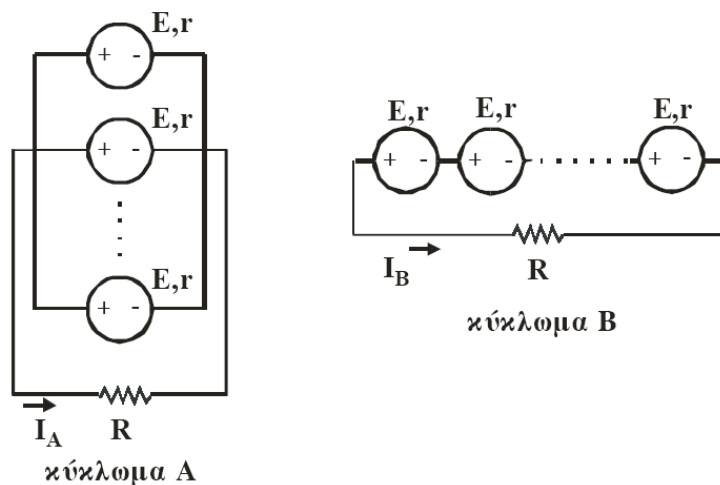 E,r
+ -
E,r
+ -
E,r
+ -
I_A R
κύκλωμα A
E,r E,r E,r
+ - + - + -
I_B R
κύκλωμα B